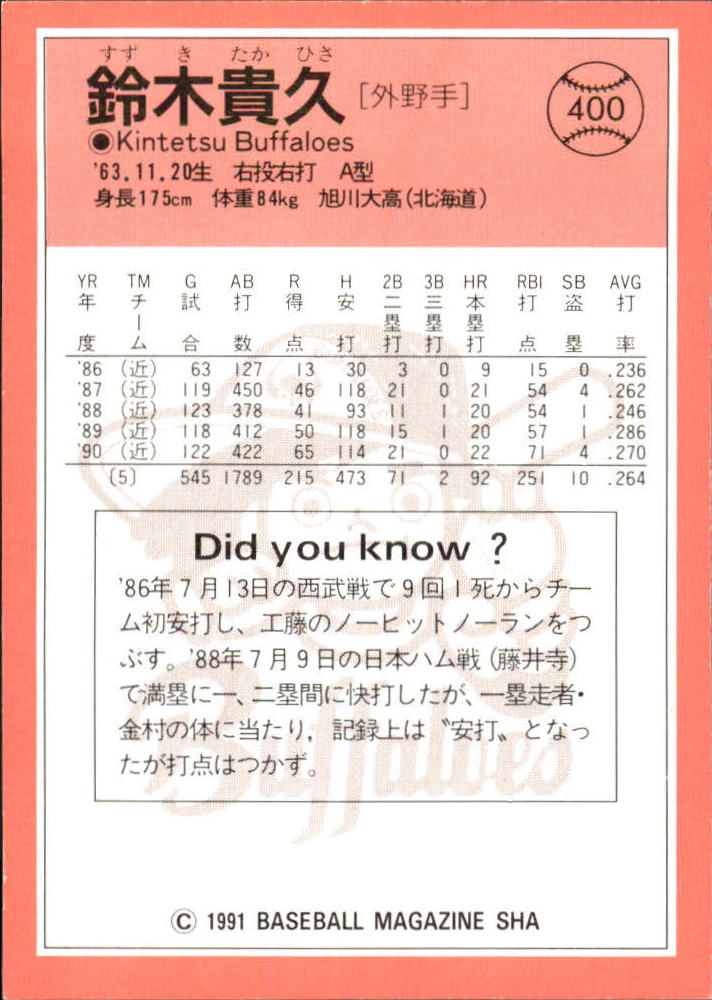 すず き たか ひさ
鈴木貴久 [外野手]
400
●Kintetsu Buffaloes
'63.11.20生 右投右打 A型
身長175cm 体重84kg 旭川大高(北海道)
YR TM G AB R H 2B 3B HR RBI SB AVG
年度 チーム 試合 打数 得点 安打 二塁打 三塁打 本塁打 打点 盗塁 打率
'86 (近) 63 127 13 30 3 0 9 15 0 .236
'87 (近) 119 450 46 118 21 0 21 54 4 .262
'88 (近) 123 378 41 93 11 1 20 54 1 .246
'89 (近) 118 412 50 118 15 1 20 57 1 .286
'90 (近) 122 422 65 114 21 0 22 71 4 .270
(5) 545 1789 215 473 71 2 92 251 10 .264
Did you know ?
'86年7月13日の西武戦で9回1死からチー
ム初安打し、工藤のノーヒットノーランをつ
ぶす。'88年7月9日の日本ハム戦(藤井寺)
で満塁に一、二塁間に快打したが、一塁走者・
金村の体に当たり，記録上は〝安打〟となっ
たが打点はつかず。
Buffaloes
© 1991 BASEBALL MAGAZINE SHA